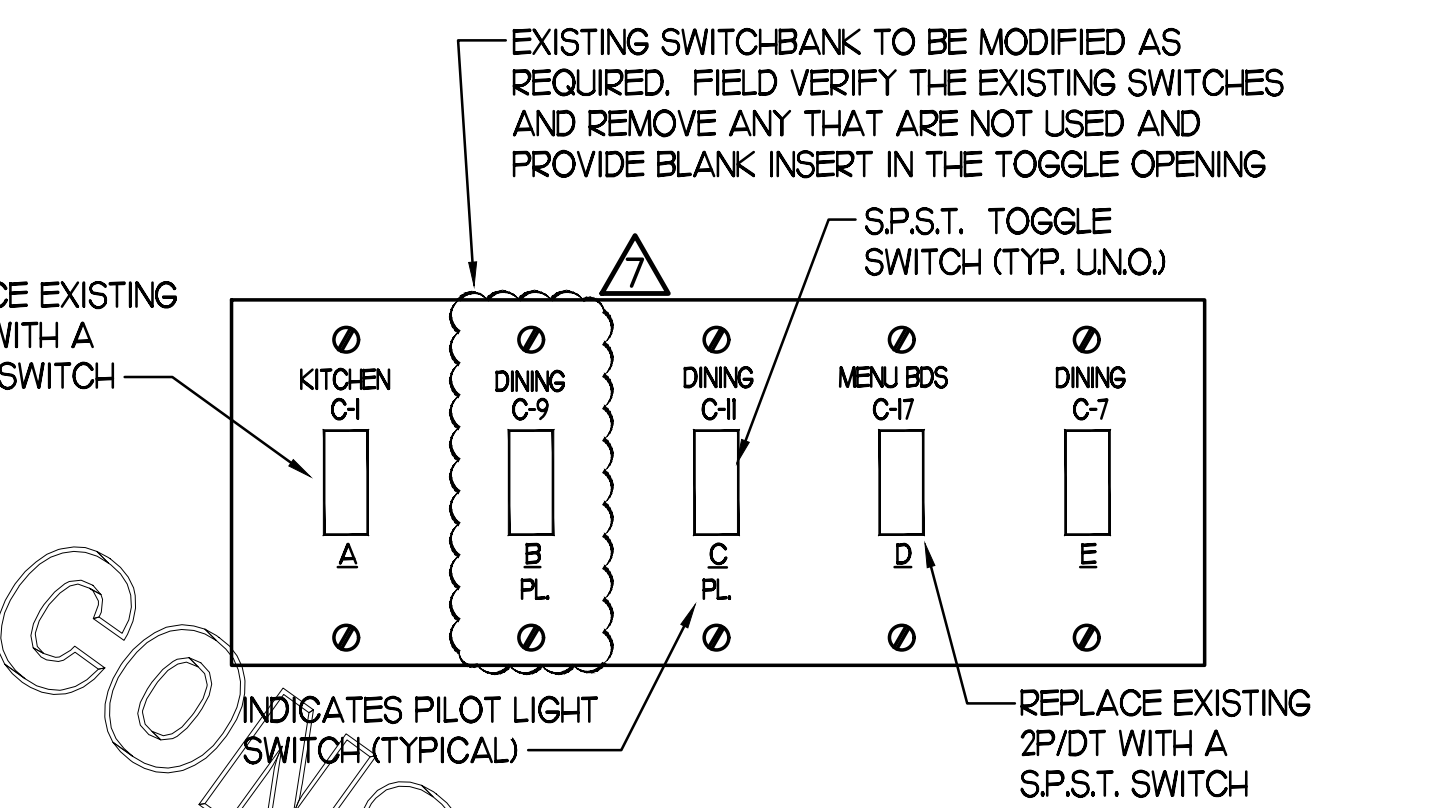 EXISTING SWITCHBANK TO BE MODIFIED AS
REQUIRED. FIELD VERIFY THE EXISTING SWITCHES
AND REMOVE ANY THAT ARE NOT USED AND
PROVIDE BLANK INSERT IN THE TOGGLE OPENING
S.P.S.T. TOGGLE
SWITCH (TYP. U.N.O.)
7
EXISTING
WITH A
SWITCH
KITCHEN
C-1
A
DINING
C-9
B
PL.
DINING
C-11
C
PL.
MENU BDS
C-17
D
DINING
C-7
E
INDICATES PILOT LIGHT
SWITCH (TYPICAL)
REPLACE EXISTING
2P/DT WITH A
S.P.S.T. SWITCH
CON